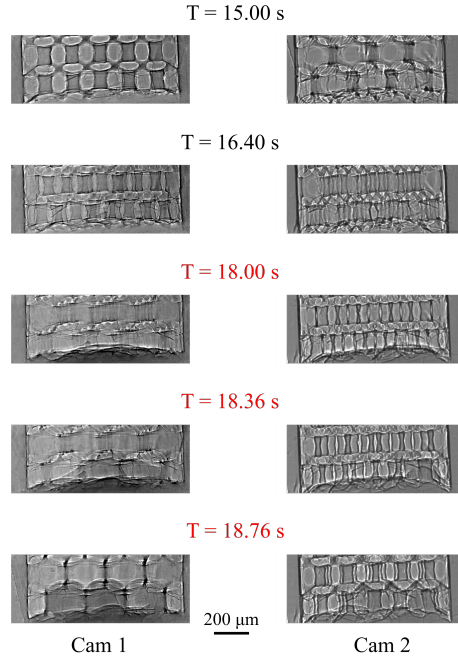 T = 15.00 s
T = 16.40 s
T = 18.00 s
T = 18.36 s
T = 18.76 s
200 μm
Cam 1
Cam 2